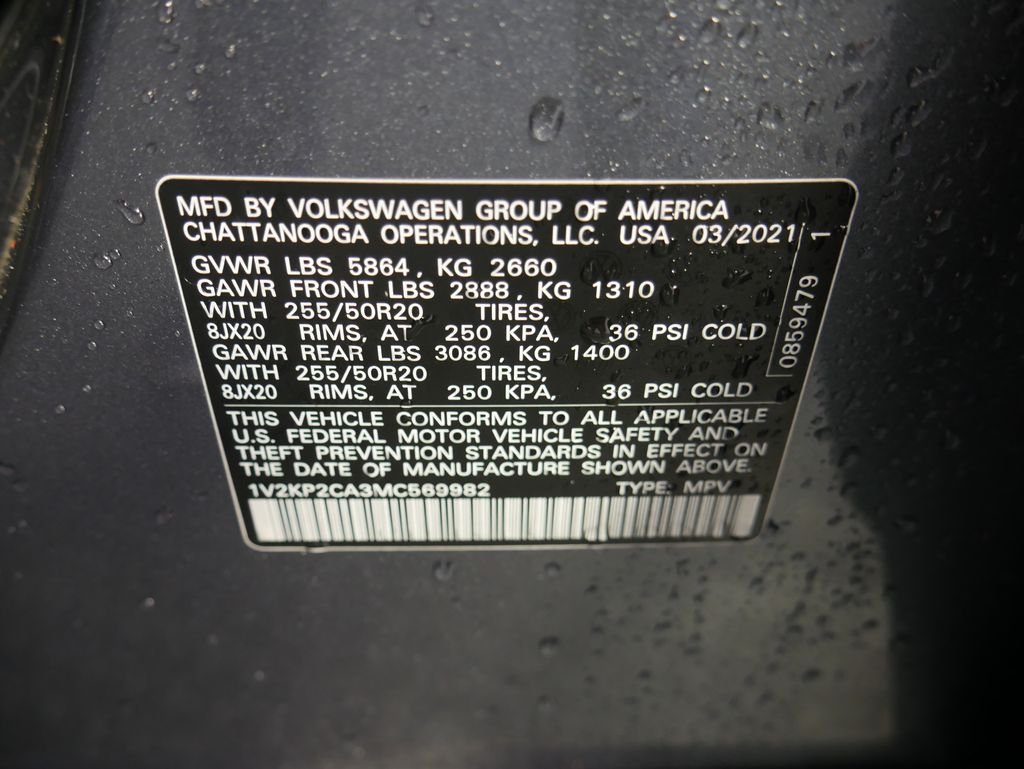 MFD BY VOLKSWAGEN GROUP OF AMERICA
CHATTANOOGA OPERATIONS, LLC. USA 03/2021
GVWR LBS 5864, KG 2660
GAWR FRONT LBS 2888, KG 1310
WITH 255/50R20 TIRES,
8JX20 RIMS, AT 250 KPA, 36 PSI COLD
GAWR REAR LBS 3086, KG 1400
WITH 255/50R20 TIRES,
8JX20 RIMS, AT 250 KPA, 36 PSI COLD
THIS VEHICLE CONFORMS TO ALL APPLICABLE
U.S. FEDERAL MOTOR VEHICLE SAFETY AND
THEFT PREVENTION STANDARDS IN EFFECT ON
THE DATE OF MANUFACTURE SHOWN ABOVE.
1V2KP2CA3MC569982 TYPE: MPV
0859479 1